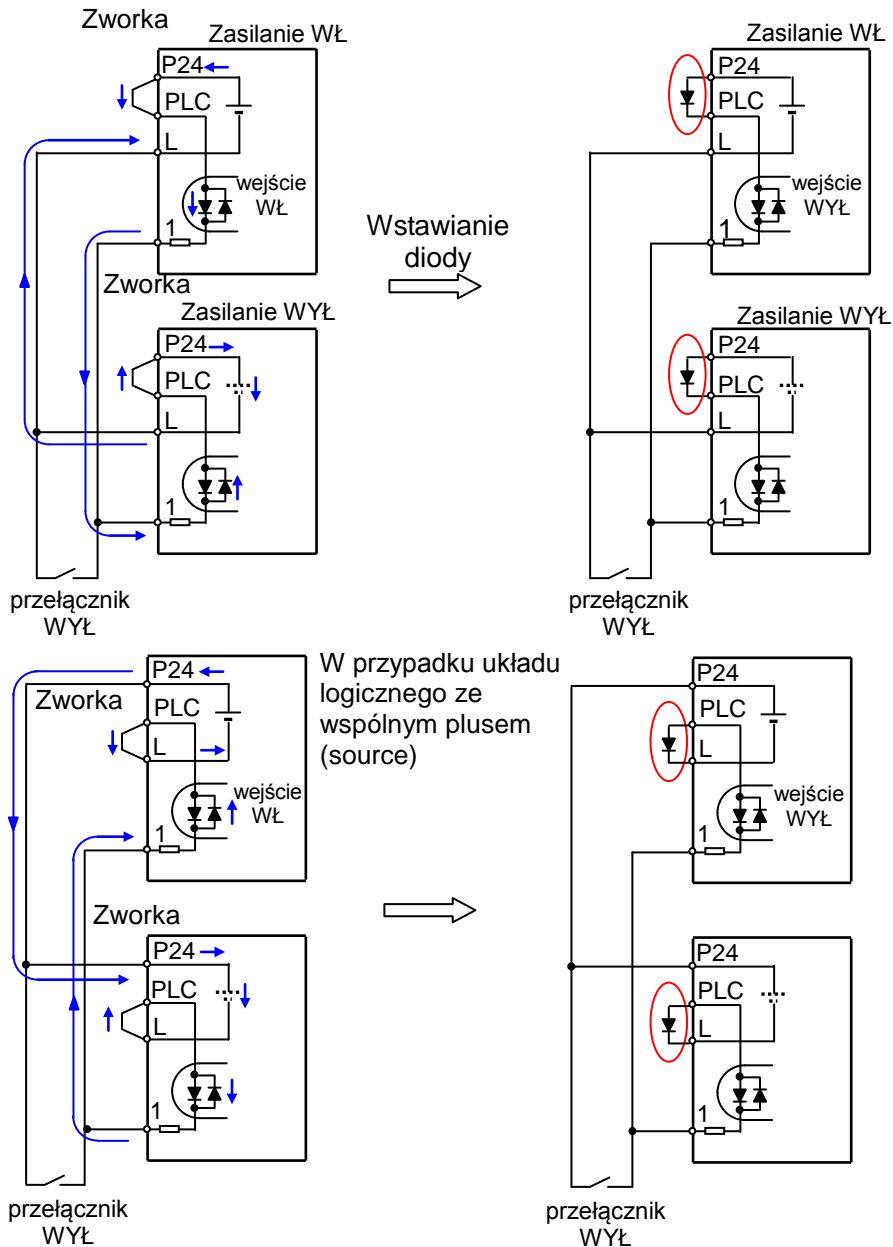 Zworka
Zasilanie WŁ
P24
PLC
L
wejście
WŁ
1
Zworka
Zasilanie WYŁ
P24
PLC
L
1
przełącznik
WYŁ
Wstawianie
diody
Zasilanie WŁ
P24
PLC
L
wejście
WYŁ
1
Zasilanie WYŁ
P24
PLC
L
1
przełącznik
WYŁ
P24
Zworka
PLC
L
wejście
WŁ
1
Zworka
P24
PLC
L
1
przełącznik
WYŁ
W przypadku układu
logicznego ze
wspólnym plusem
(source)
P24
PLC
L
wejście
WYŁ
1
P24
PLC
L
1
przełącznik
WYŁ